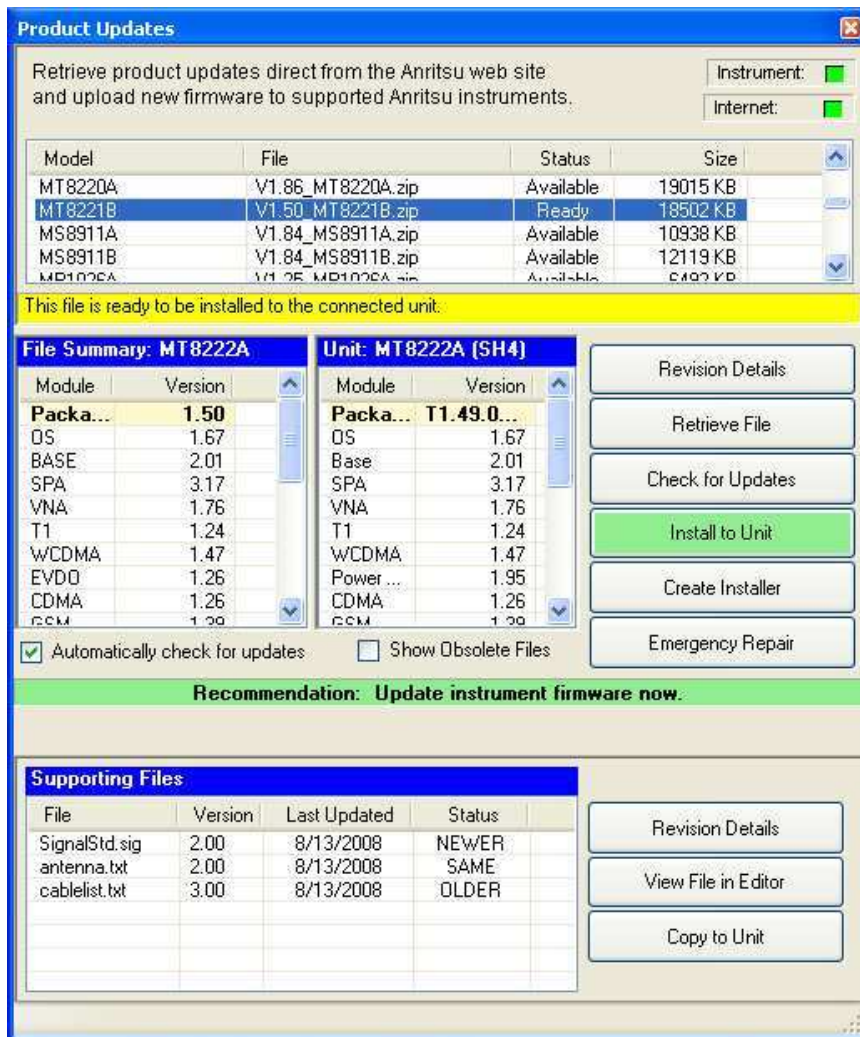 Product Updates
Retrieve product updates direct from the Anritsu web site
and upload new firmware to supported Anritsu instruments.
Instrument:
Internet:
Model File Status Size
MT8220A V1.86_MT8220A.zip Available 19015 KB
MT8221B V1.50_MT8221B.zip Ready 18502 KB
MS8911A V1.84_MS8911A.zip Available 10938 KB
MS8911B V1.84_MS8911B.zip Available 12119 KB
This file is ready to be installed to the connected unit.
File Summary: MT8222A
Module Version
Packa... 1.50
OS 1.67
BASE 2.01
SPA 3.17
VNA 1.76
T1 1.24
WCDMA 1.47
EVDO 1.26
CDMA 1.26
GSM 1.39
Unit: MT8222A (SH4)
Module Version
Packa... T1.49.0...
OS 1.67
Base 2.01
SPA 3.17
VNA 1.76
T1 1.24
WCDMA 1.47
Power ... 1.95
CDMA 1.26
GSM 1.39
Revision Details
Retrieve File
Check for Updates
Install to Unit
Create Installer
Emergency Repair
Automatically check for updates
Show Obsolete Files
Recommendation: Update instrument firmware now.
Supporting Files
File Version Last Updated Status
SignalStd.sig 2.00 8/13/2008 NEWER
antenna.txt 2.00 8/13/2008 SAME
cablelist.txt 3.00 8/13/2008 OLDER
Revision Details
View File in Editor
Copy to Unit